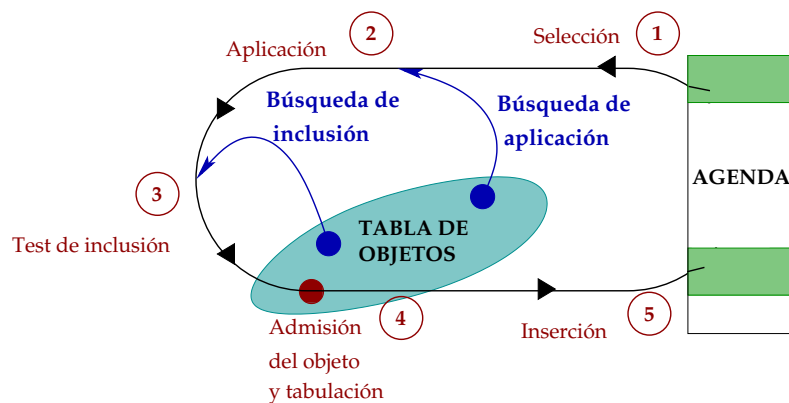 1
Selección
2
Aplicación
Búsqueda de
inclusión
Búsqueda de
aplicación
AGENDA
3
Test de inclusión
TABLA DE
OBJETOS
4
Admisión
del objeto
y tabulación
Inserción
5